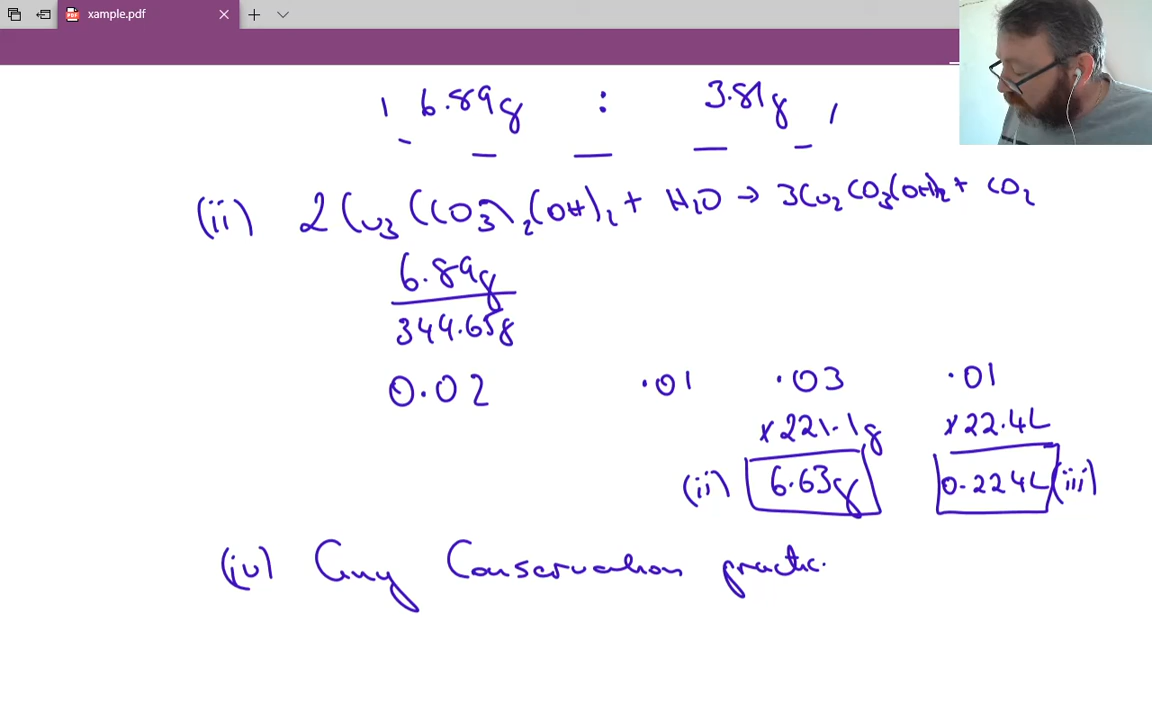 xample.pdf
6.89g : 3.81g
(ii) 2Cu3(CO3)2(OH)2 + H2O → 3Cu2CO3(OH)2 + CO2
6.89g
344.65g
0.02 .01 .03 .01
x221.1g x22.4L
(ii) 6.63g 0.224L (iii)
(iv) Any Conservation practic.